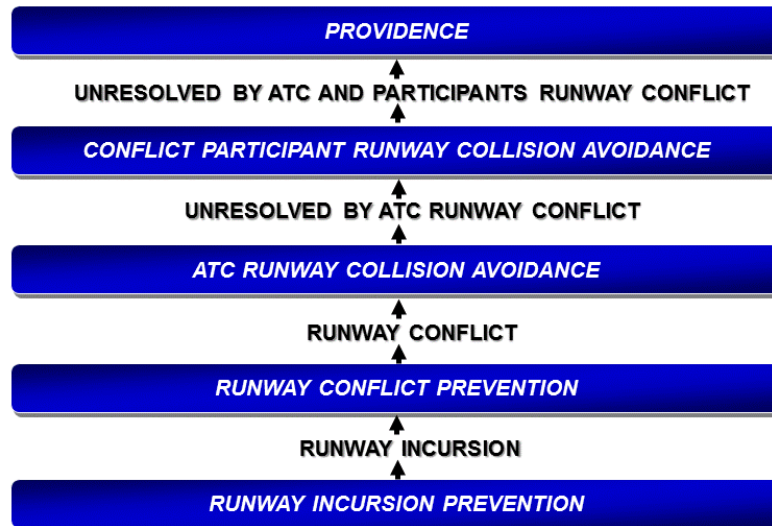 PROVIDENCE
UNRESOLVED BY ATC AND PARTICIPANTS RUNWAY CONFLICT
CONFLICT PARTICIPANT RUNWAY COLLISION AVOIDANCE
UNRESOLVED BY ATC RUNWAY CONFLICT
ATC RUNWAY COLLISION AVOIDANCE
RUNWAY CONFLICT
RUNWAY CONFLICT PREVENTION
RUNWAY INCURSION
RUNWAY INCURSION PREVENTION